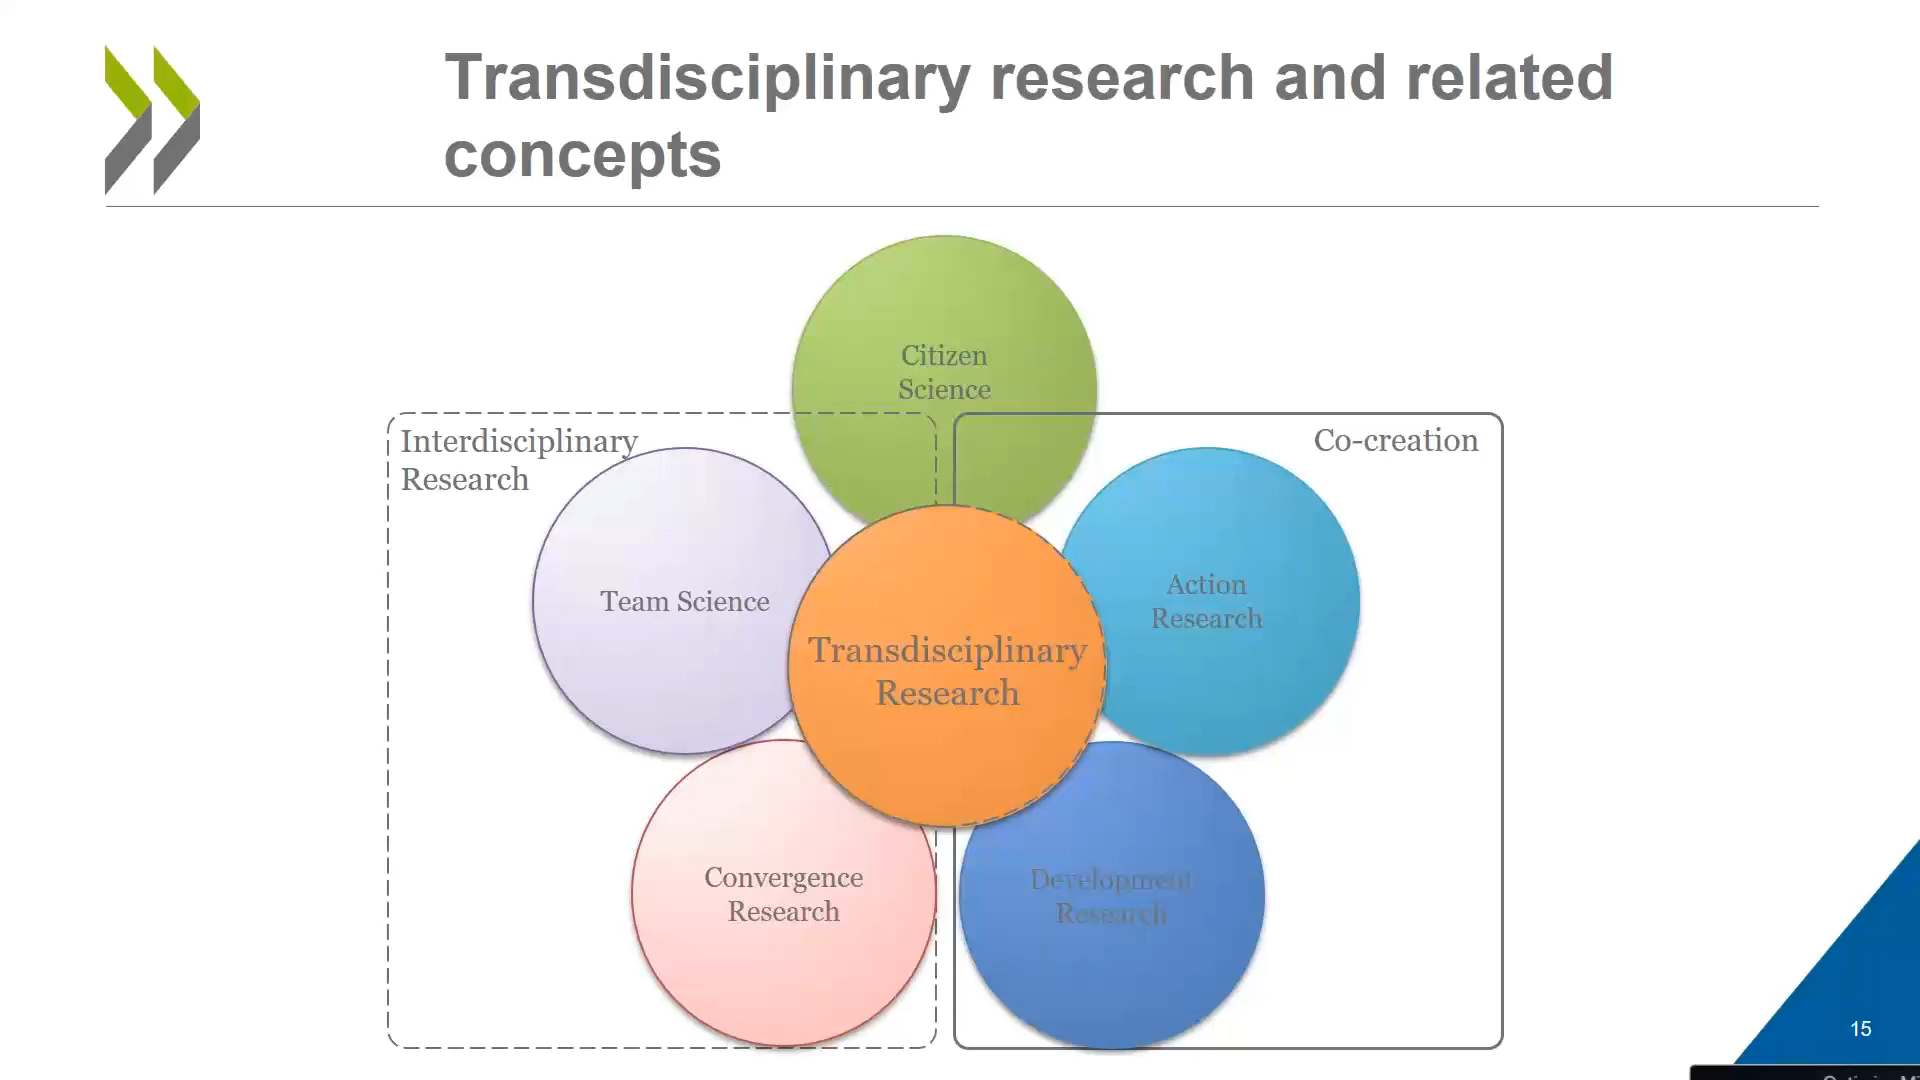 Transdisciplinary research and related
concepts
Citizen
Science
Interdisciplinary
Research
Co-creation
Team Science
Action
Research
Transdisciplinary
Research
Convergence
Research
Development
Research
15